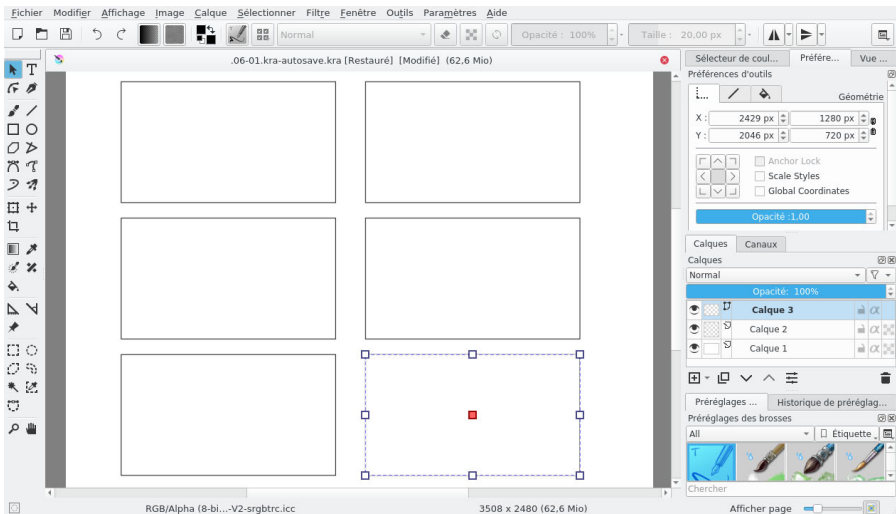 Fichier Modifier Affichage Image Calque Sélectionner Filtre Fenêtre Outils Paramètres Aide
Normal Opacité : 100% Taille : 20,00 px
.06-01.kra-autosave.kra [Restauré] [Modifié] (62,6 Mio)
Sélecteur de coul... Préfére... Vue ...
Préférences d'outils
Géométrie
X : 2429 px 1280 px
Y : 2046 px 720 px
Anchor Lock
Scale Styles
Global Coordinates
Opacité :1,00
Calques Canaux
Calques
Normal
Opacité: 100%
Calque 3
Calque 2
Calque 1
Préréglages ... Historique de préréglag...
Préréglages des brosses
All Étiquette
Chercher
RGB/Alpha (8-bi...-V2-srgbtrc.icc 3508 x 2480 (62,6 Mio) Afficher page